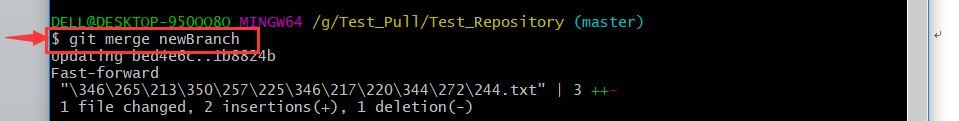 DELL@DESKTOP-950OO8O MINGW64 /g/Test_Pull/Test_Repository (master)
$ git merge newBranch
Updating bed4e6c..1b8824b
Fast-forward
 "\346\265\213\350\257\225\346\217\220\344\272\244.txt" | 3 ++-
 1 file changed, 2 insertions(+), 1 deletion(-)